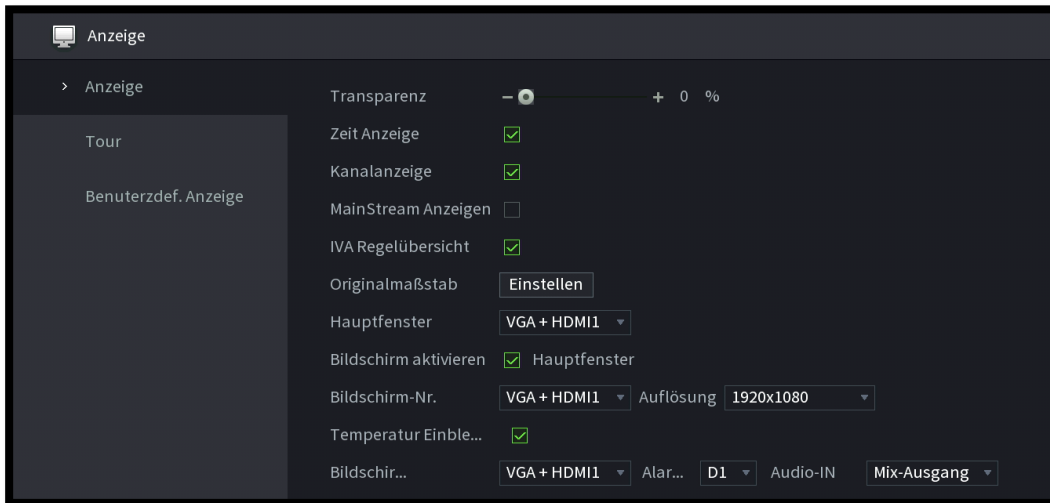 Anzeige
Anzeige
Tour
Benuterzdef. Anzeige
Transparenz - + 0 %
Zeit Anzeige
Kanalanzeige
MainStream Anzeigen
IVA Regelübersicht
Originalmaßstab Einstellen
Hauptfenster VGA + HDMI1
Bildschirm aktivieren Hauptfenster
Bildschirm-Nr. VGA + HDMI1 Auflösung 1920x1080
Temperatur Einble...
Bildschir... VGA + HDMI1 Alar... D1 Audio-IN Mix-Ausgang